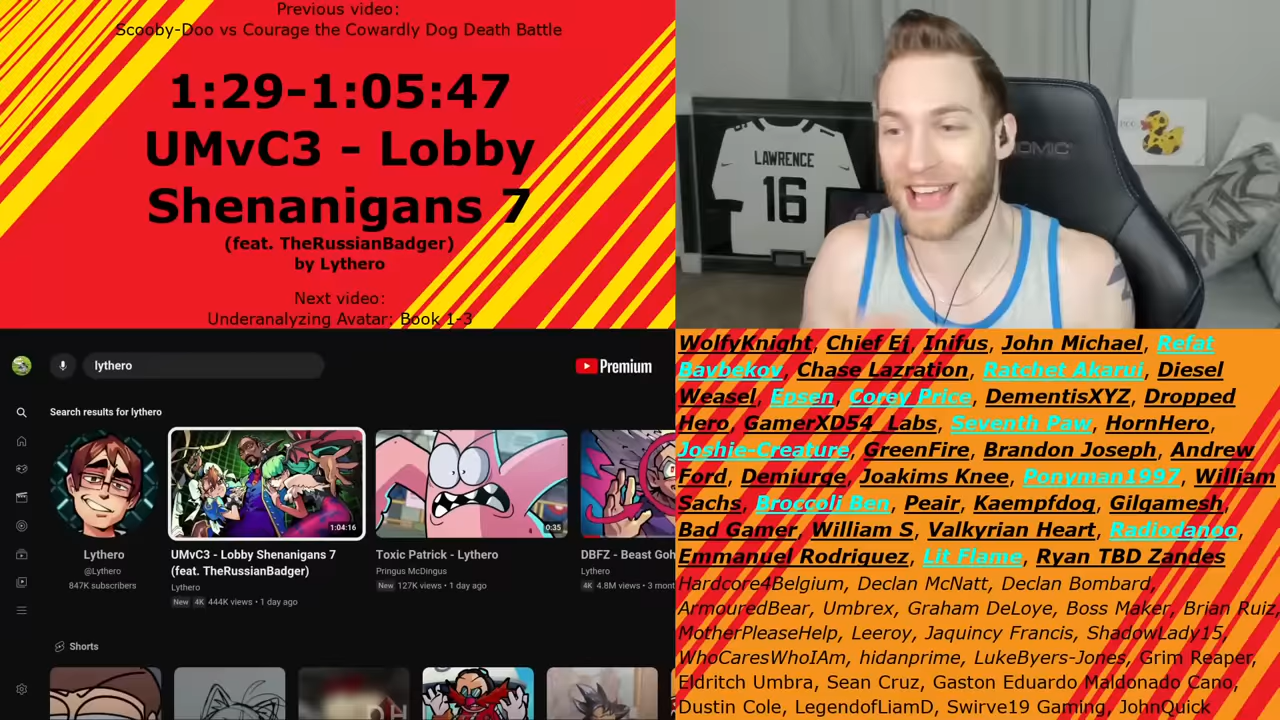 Previous video:
Scooby-Doo vs Courage the Cowardly Dog Death Battle
1:29-1:05:47
UMvC3 - Lobby
Shenanigans 7
(feat. TheRussianBadger)
by Lythero
Next video:
Underanalyzing Avatar: Book 1-3
LAWRENCE
16
OMIC
lythero
Premium
Search results for lythero
1:04:16
0:35
Lythero
@Lythero
847K subscribers
UMvC3 - Lobby Shenanigans 7
(feat. TheRussianBadger)
Lythero
New 4K 444K views • 1 day ago
Toxic Patrick - Lythero
Pringus McDingus
New 127K views • 1 day ago
DBFZ - Beast Goh
Lythero
4K 4.8M views • 3 mont
Shorts
WolfyKnight, Chief Ej, Inifus, John Michael, Refat
Baybekov, Chase Lazration, Ratchet Akarui, Diesel
Weasel, Epsen, Corey Price, DementisXYZ, Dropped
Hero, GamerXD54_Labs, Seventh Paw, HornHero,
Joshie-Creature, GreenFire, Brandon Joseph, Andrew
Ford, Demiurge, Joakims Knee, Ponyman1997, William
Sachs, Broccoli Ben, Peair, Kaempfdog, Gilgamesh,
Bad Gamer, William S, Valkyrian Heart, Radiodanoo,
Emmanuel Rodriquez, Lit Flame, Ryan TBD Zandes
Hardcore4Belgium, Declan McNatt, Declan Bombard,
ArmouredBear, Umbrex, Graham DeLoye, Boss Maker, Brian Ruiz,
MotherPleaseHelp, Leeroy, Jaquincy Francis, ShadowLady15,
WhoCaresWhoIAm, hidanprime, LukeByers-Jones, Grim Reaper,
Eldritch Umbra, Sean Cruz, Gaston Eduardo Maldonado Cano,
Dustin Cole, LegendofLiamD, Swirve19 Gaming, JohnQuick